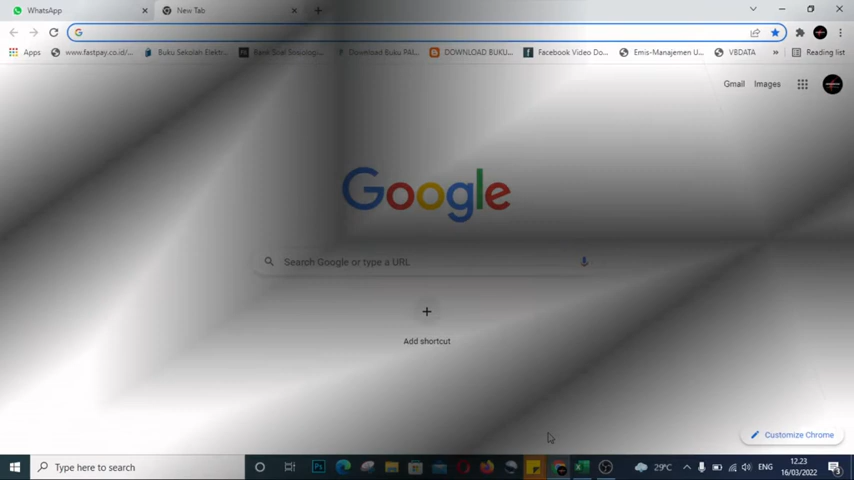 WhatsApp
New Tab
Apps
www.fastpay.co.id/...
Buku Sekolah Elektr...
Bank Soal Sosiologi...
Download Buku PAI...
DOWNLOAD BUKU...
Facebook Video Do...
Emis-Manajemen U...
VBDATA
»
Reading list
Gmail
Images
Google
Search Google or type a URL
Add shortcut
Customize Chrome
Type here to search
29°C
ENG
12.23
16/03/2022
3